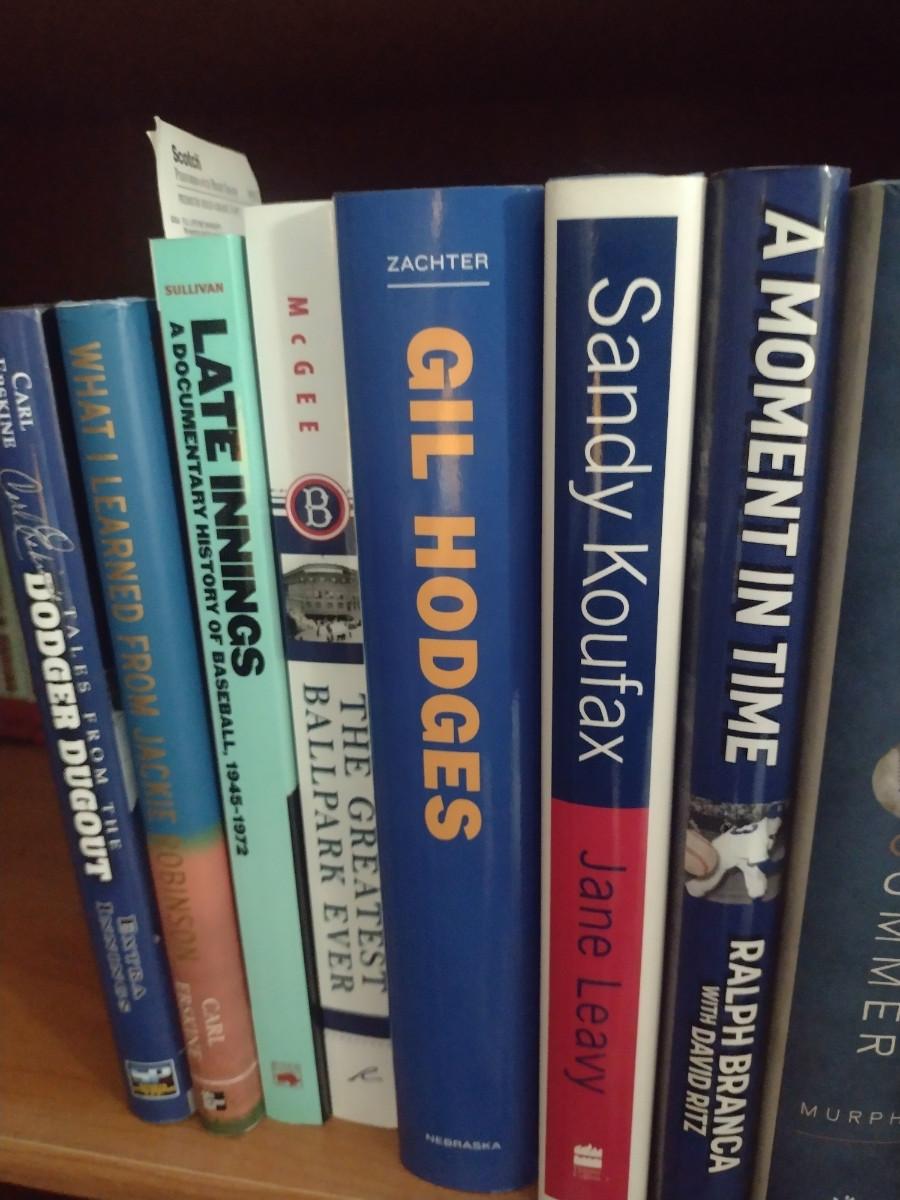 CARL
ERSKINE
TALES FROM THE
DODGER DUGOUT
EXTRA
INNINGS
WHAT I LEARNED FROM JACKIE ROBINSON
CARL
ERSKINE
Scotch
SULLIVAN
LATE INNINGS
A DOCUMENTARY HISTORY OF BASEBALL, 1945-1972
McGEE
B
THE GREATEST
BALLPARK EVER
ZACHTER
GIL HODGES
NEBRASKA
Sandy Koufax
Jane Leavy
A MOMENT IN TIME
RALPH BRANCA
WITH DAVID RITZ
UMMER
MURPH